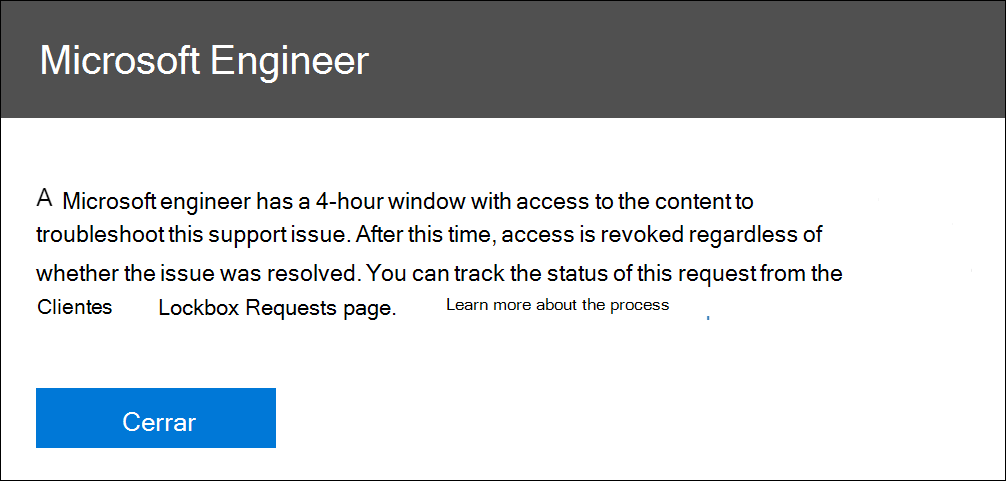 Microsoft Engineer
A Microsoft engineer has a 4-hour window with access to the content to
troubleshoot this support issue. After this time, access is revoked regardless of
whether the issue was resolved. You can track the status of this request from the
Clientes Lockbox Requests page. Learn more about the process
Cerrar